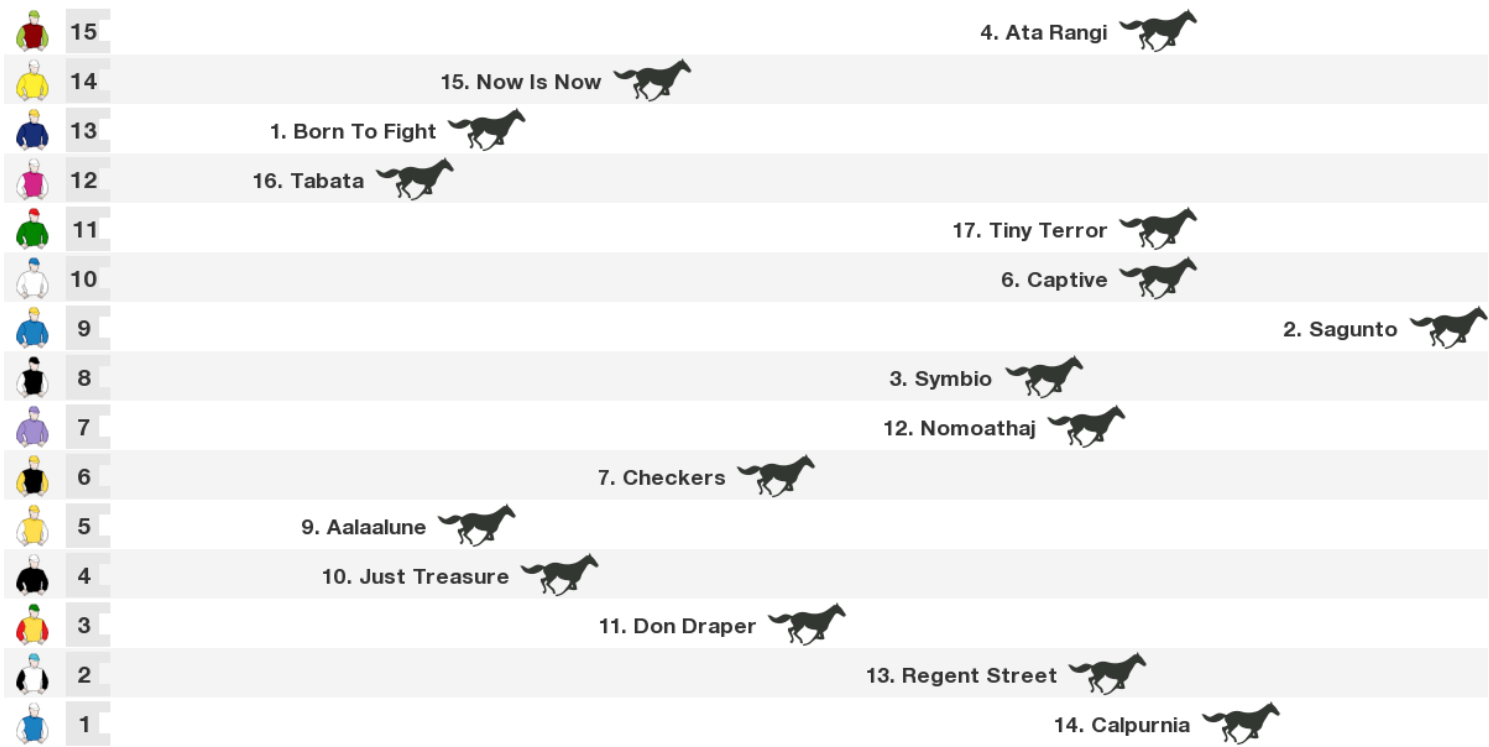 15 4. Ata Rangi
14 15. Now Is Now
13 1. Born To Fight
12 16. Tabata
11 17. Tiny Terror
10 6. Captive
9 2. Sagunto
8 3. Symbio
7 12. Nomoathaj
6 7. Checkers
5 9. Aalaalune
4 10. Just Treasure
3 11. Don Draper
2 13. Regent Street
1 14. Calpurnia